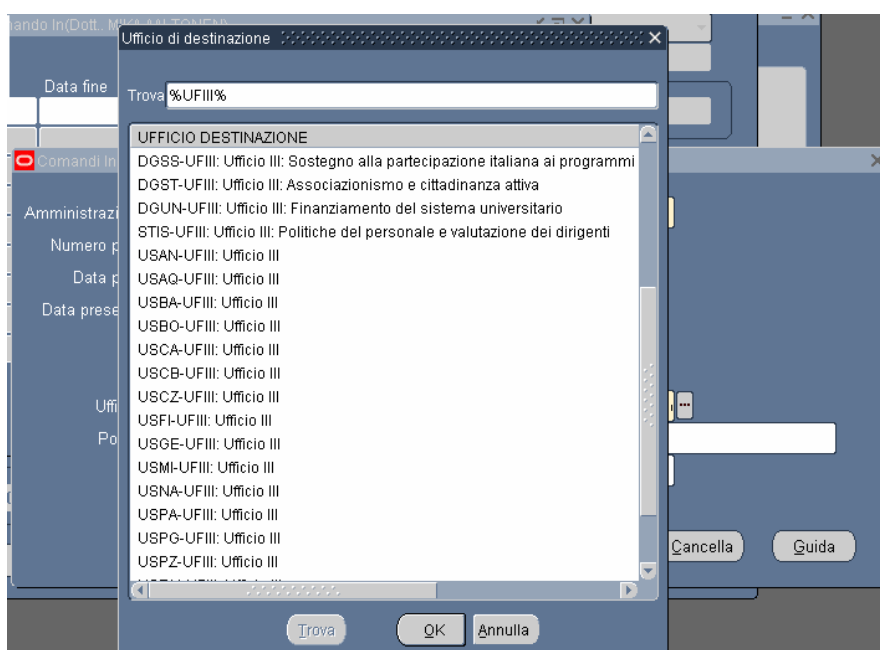 Ufficio di destinazione
Data fine
Trova %UFIII%
UFFICIO DESTINAZIONE
DGSS-UFIII: Ufficio III: Sostegno alla partecipazione italiana ai programmi
DGST-UFIII: Ufficio III: Associazionismo e cittadinanza attiva
DGUN-UFIII: Ufficio III: Finanziamento del sistema universitario
STIS-UFIII: Ufficio III: Politiche del personale e valutazione dei dirigenti
USAN-UFIII: Ufficio III
USAQ-UFIII: Ufficio III
USBA-UFIII: Ufficio III
USBO-UFIII: Ufficio III
USCA-UFIII: Ufficio III
USCB-UFIII: Ufficio III
USCZ-UFIII: Ufficio III
USFI-UFIII: Ufficio III
USGE-UFIII: Ufficio III
USMI-UFIII: Ufficio III
USNA-UFIII: Ufficio III
USPA-UFIII: Ufficio III
USPG-UFIII: Ufficio III
USPZ-UFIII: Ufficio III
Comandi In
Amministrazi
Numero p
Data p
Data prese
Uffi
Po
Trova
OK
Annulla
Cancella
Guida